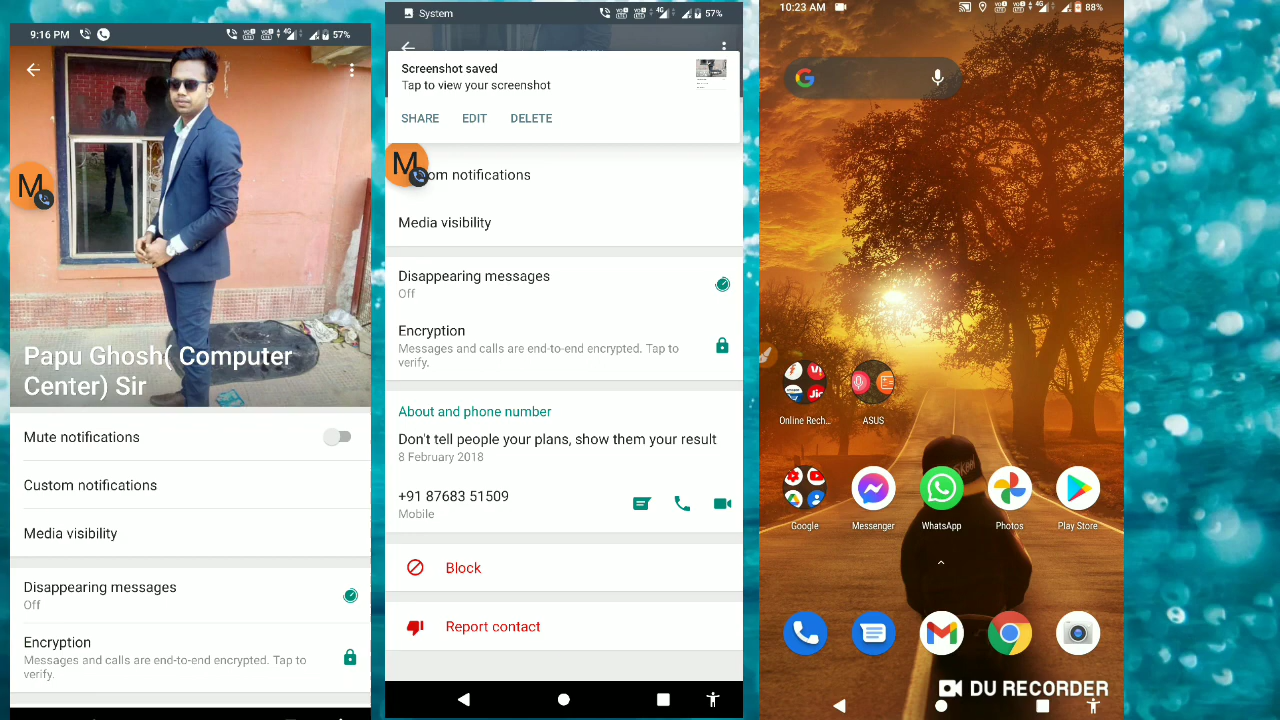 9:16 PM
57%
M
Papu Ghosh( Computer
Center) Sir
Mute notifications
Custom notifications
Media visibility
Disappearing messages
Off
Encryption
Messages and calls are end-to-end encrypted. Tap to
verify.
System
57%
Screenshot saved
Tap to view your screenshot
SHARE EDIT DELETE
M
om notifications
Media visibility
Disappearing messages
Off
Encryption
Messages and calls are end-to-end encrypted. Tap to
verify.
About and phone number
Don't tell people your plans, show them your result
8 February 2018
+91 87683 51509
Mobile
Block
Report contact
10:23 AM
88%
Online Rech...
ASUS
Google
Messenger
WhatsApp
Photos
Play Store
DU RECORDER